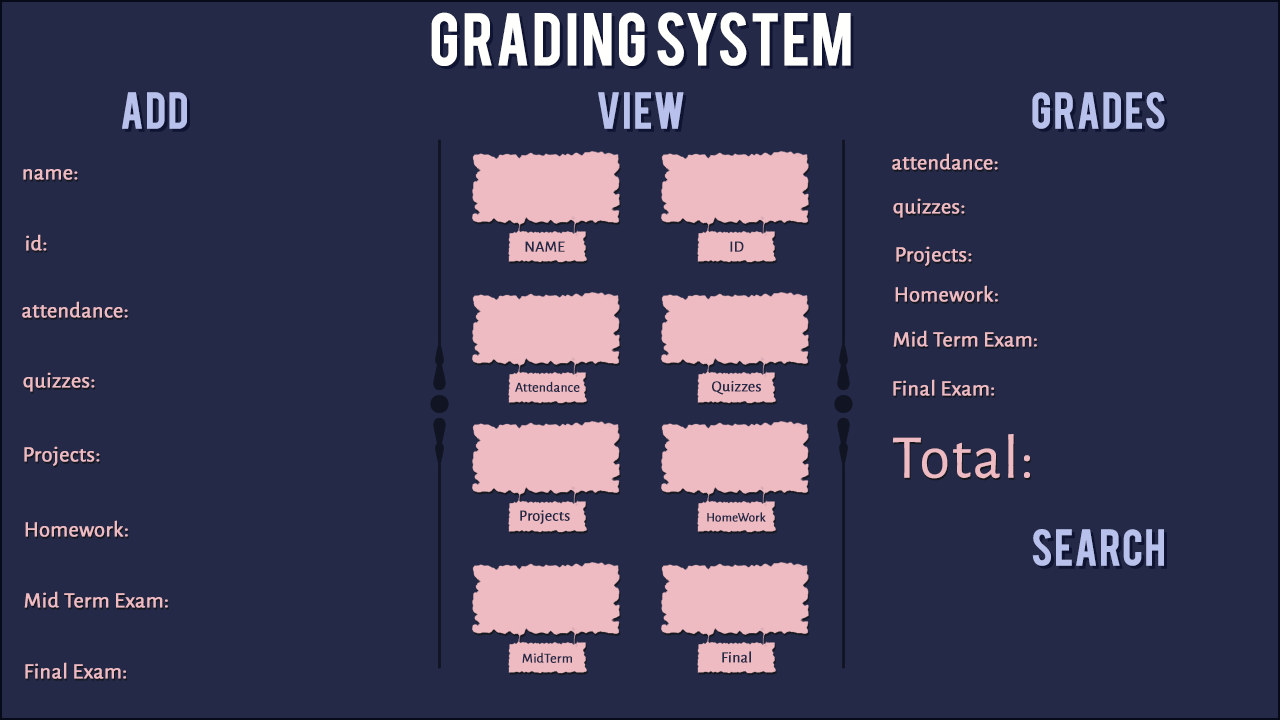 GRADING SYSTEM
ADD
name:
id:
attendance:
quizzes:
Projects:
Homework:
Mid Term Exam:
Final Exam:
VIEW
NAME
ID
Attendance
Quizzes
Projects
HomeWork
MidTerm
Final
GRADES
attendance:
quizzes:
Projects:
Homework:
Mid Term Exam:
Final Exam:
Total:
SEARCH